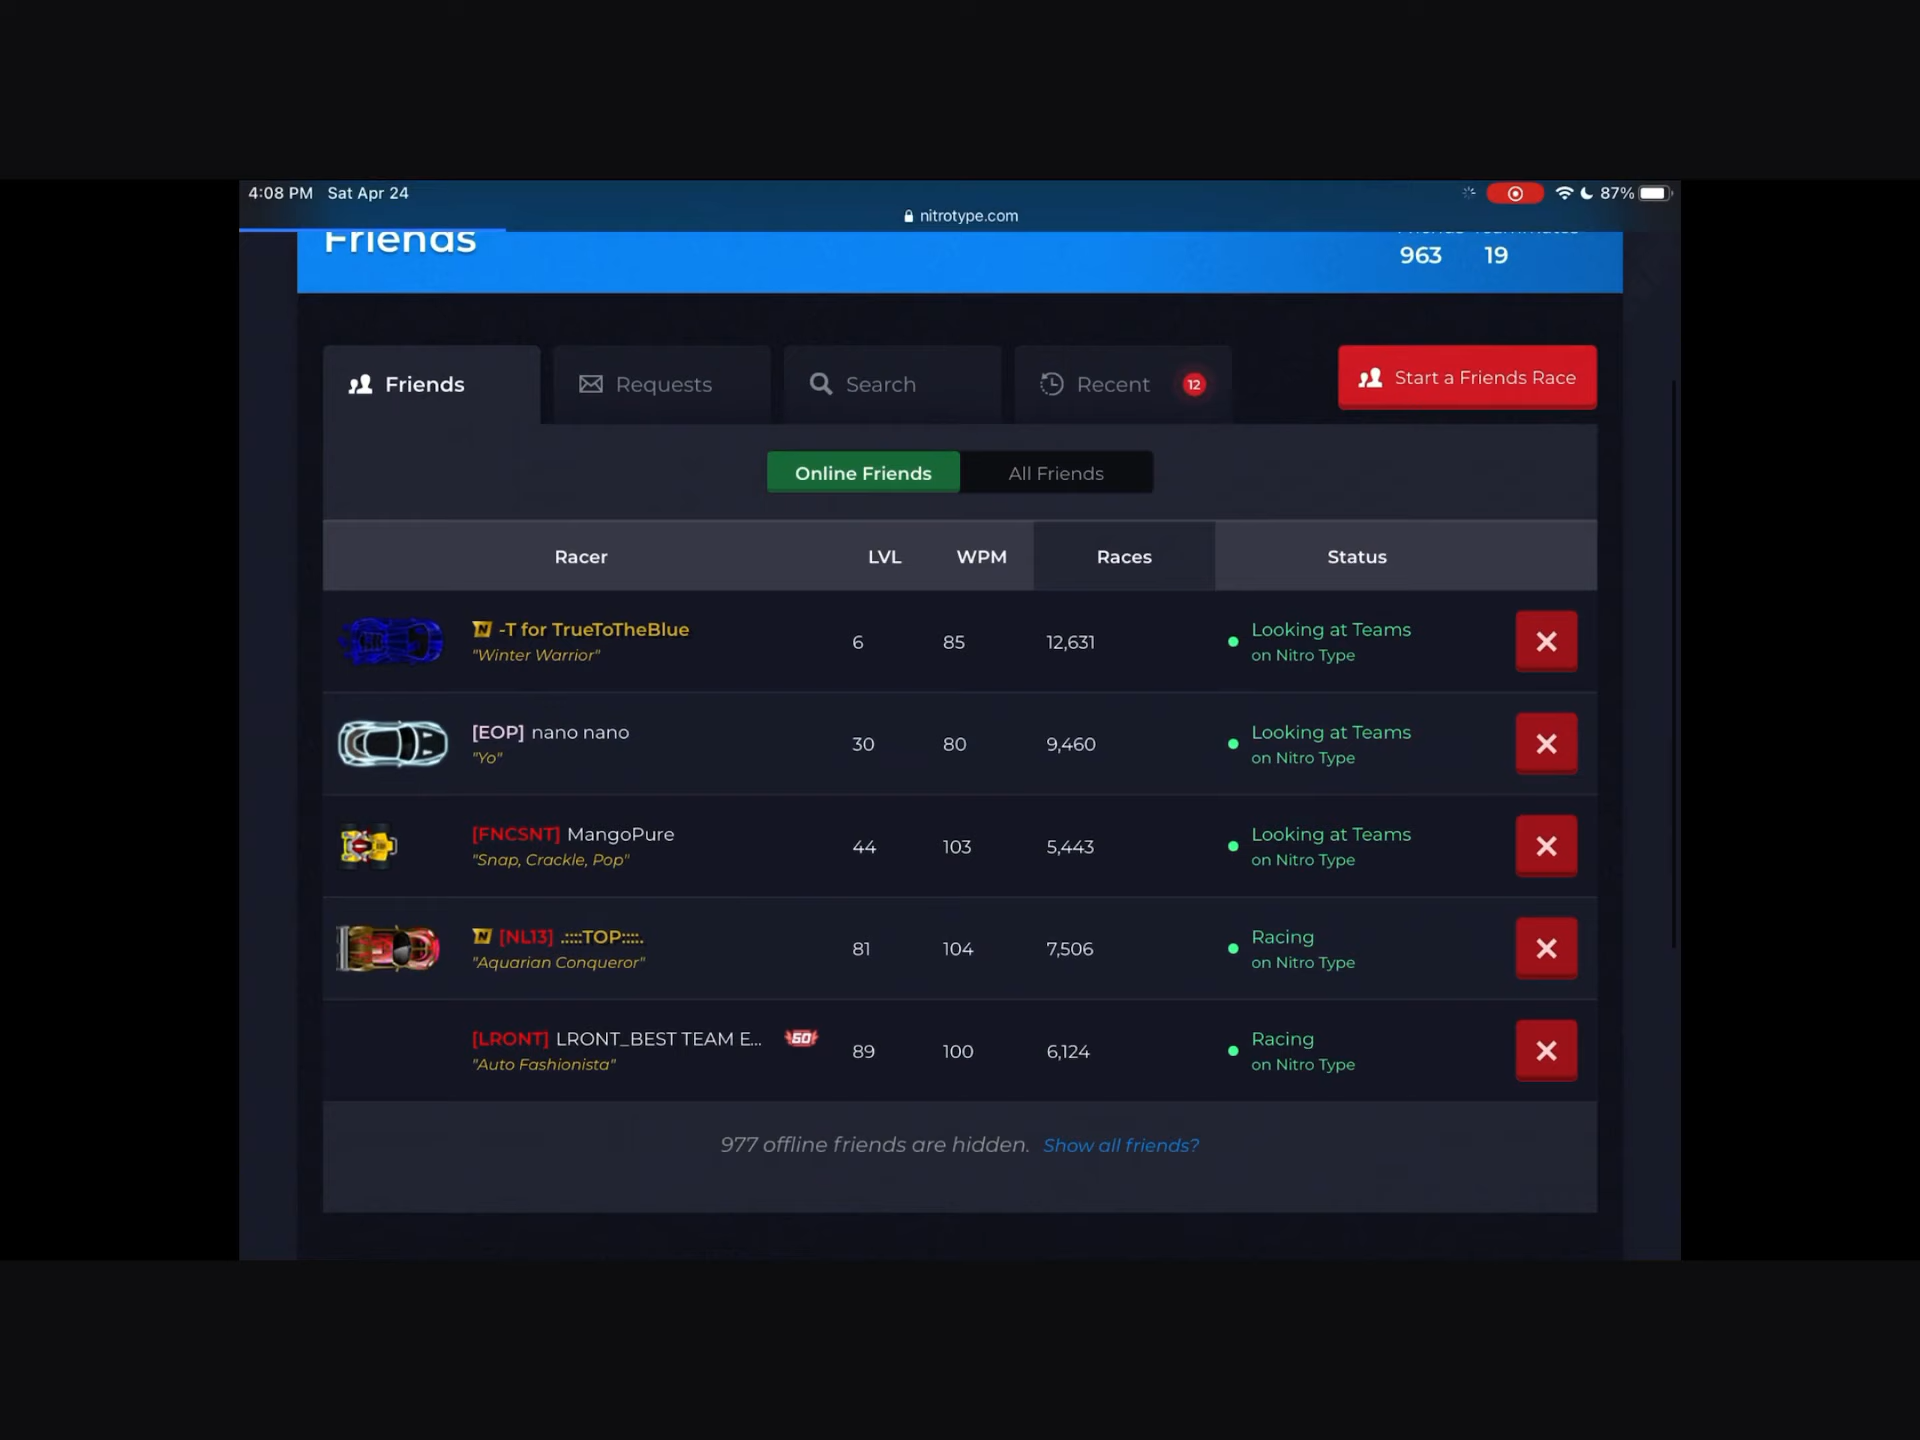 4:08 PM Sat Apr 24
87%
nitrotype.com
Friends
Friends Teammates
963 19
Friends
Requests
Search
Recent 12
Start a Friends Race
Online Friends
All Friends
Racer LVL WPM Races Status
N -T for TrueToTheBlue
"Winter Warrior"
6 85 12,631
Looking at Teams
on Nitro Type
[EOP] nano nano
"Yo"
30 80 9,460
Looking at Teams
on Nitro Type
[FNCSNT] MangoPure
"Snap, Crackle, Pop"
44 103 5,443
Looking at Teams
on Nitro Type
N [NL13] .::::TOP::::.
"Aquarian Conqueror"
81 104 7,506
Racing
on Nitro Type
[LRONT] LRONT_BEST TEAM E... GO
"Auto Fashionista"
89 100 6,124
Racing
on Nitro Type
977 offline friends are hidden. Show all friends?